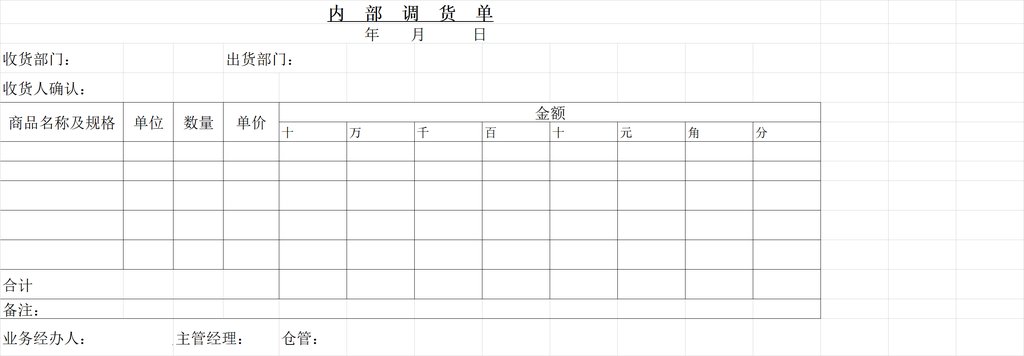 内 部 调 货 单
年 月 日
收货部门： 出货部门：
收货人确认：
商品名称及规格 单位 数量 单价 金额
十 万 千 百 十 元 角 分
合计
备注：
业务经办人： 主管经理： 仓管：